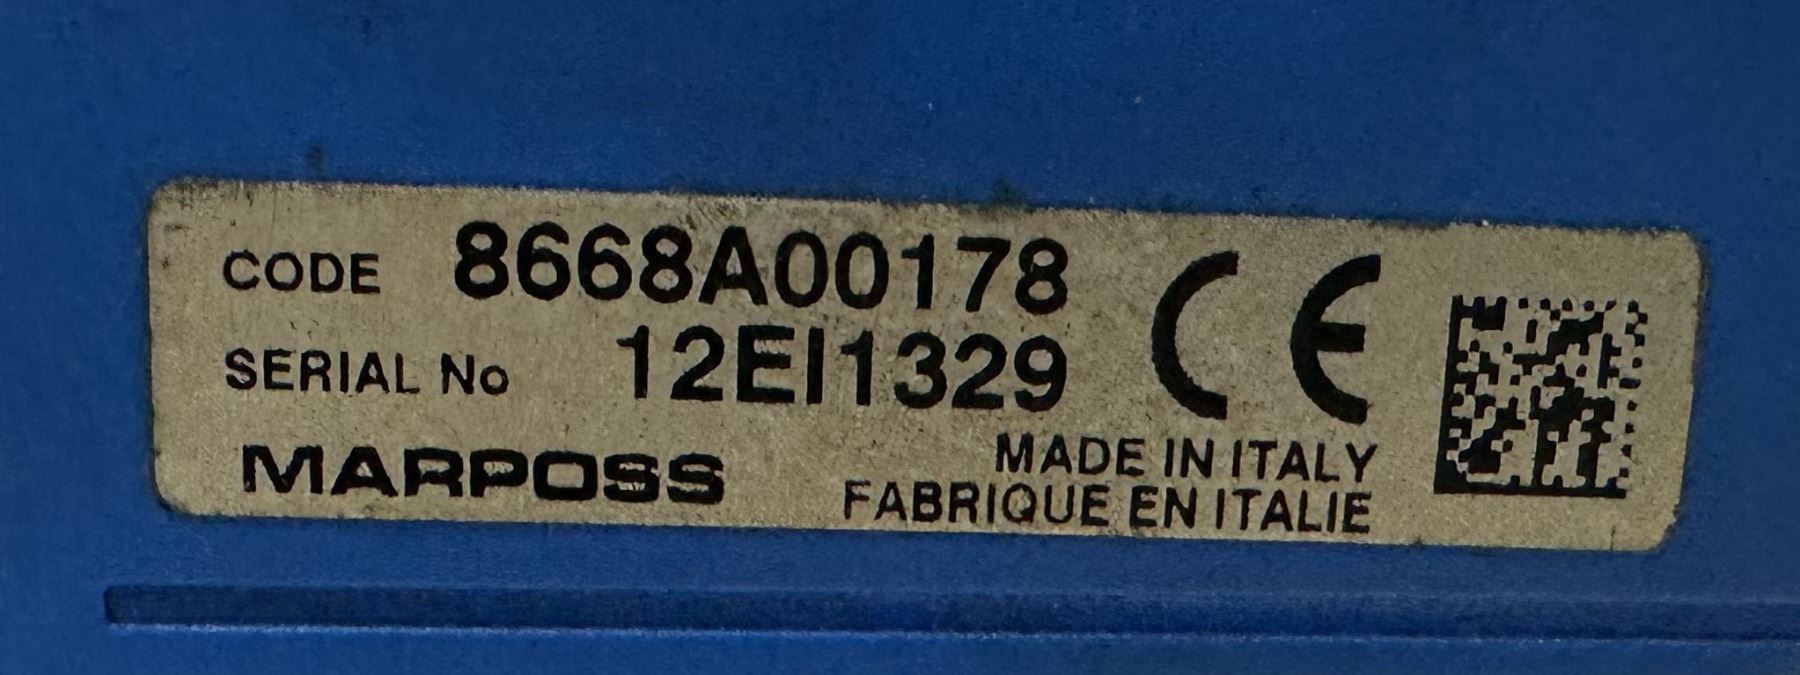 CODE 8668A00178
SERIAL No 12EI1329
CE
MARPOSS
MADE IN ITALY
FABRIQUE EN ITALIE